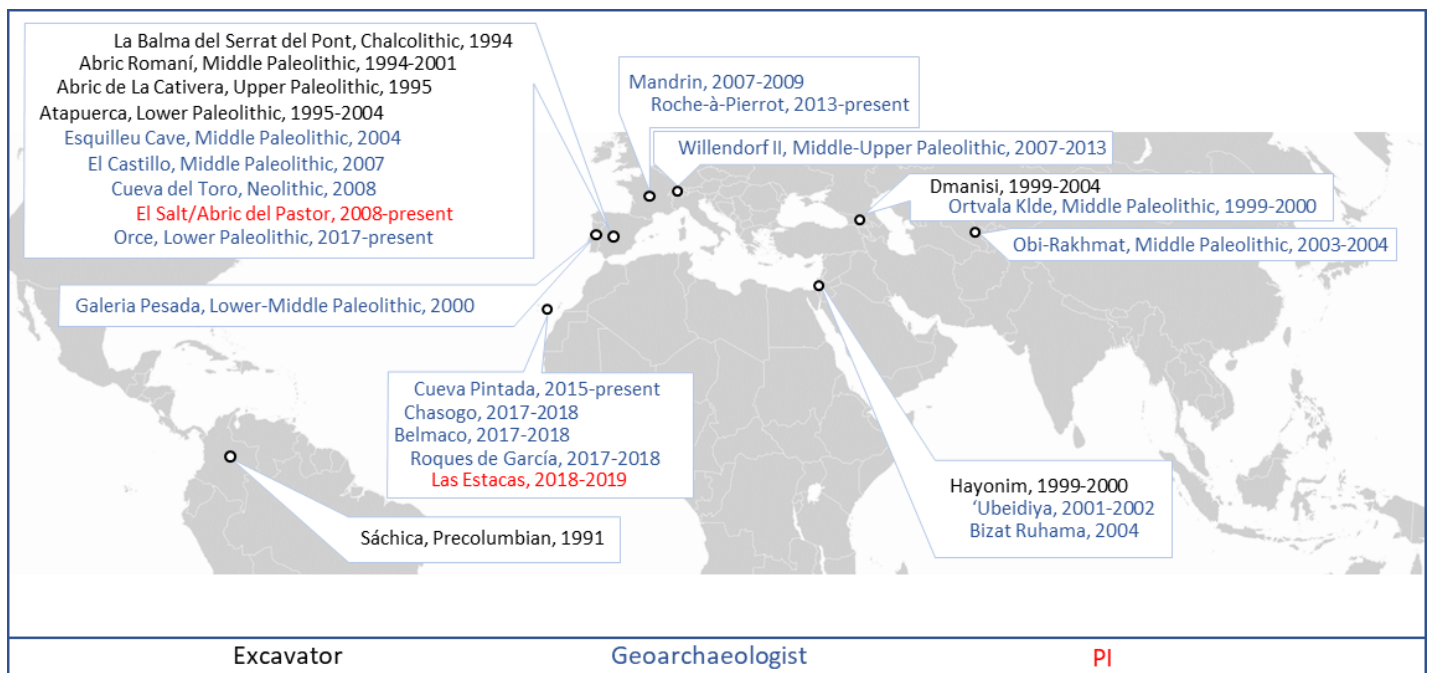 La Balma del Serrat del Pont, Chalcolithic, 1994
Abric Romaní, Middle Paleolithic, 1994-2001
Abric de La Cativera, Upper Paleolithic, 1995
Atapuerca, Lower Paleolithic, 1995-2004
Esquilleu Cave, Middle Paleolithic, 2004
El Castillo, Middle Paleolithic, 2007
Cueva del Toro, Neolithic, 2008
El Salt/Abric del Pastor, 2008-present
Orce, Lower Paleolithic, 2017-present
Mandrin, 2007-2009
Roche-à-Pierrot, 2013-present
Willendorf II, Middle-Upper Paleolithic, 2007-2013
Dmanisi, 1999-2004
Ortvala Klde, Middle Paleolithic, 1999-2000
Obi-Rakhmat, Middle Paleolithic, 2003-2004
Galeria Pesada, Lower-Middle Paleolithic, 2000
Cueva Pintada, 2015-present
Chasogo, 2017-2018
Belmaco, 2017-2018
Roques de García, 2017-2018
Las Estacas, 2018-2019
Hayonim, 1999-2000
‘Ubeidiya, 2001-2002
Bizat Ruhama, 2004
Sáchica, Precolumbian, 1991
Excavator
Geoarchaeologist
PI